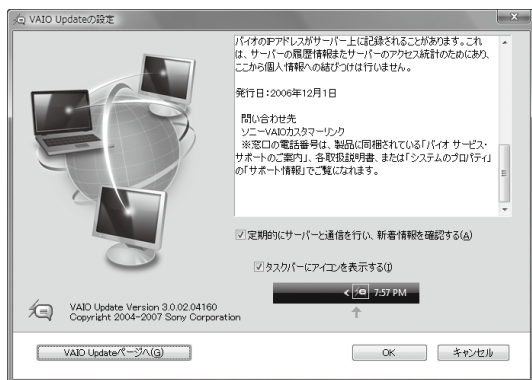 VAIO Updateの設定
バイオのIPアドレスがサーバー上に記録されることがあります。これ
は、サーバーの履歴情報またサーバーのアクセス統計のためにあり、
ここから個人情報への結びつけは行いません。
発行日：2006年12月1日
問い合わせ先
ソニーVAIOカスタマーリンク
※窓口の電話番号は、製品に同梱されている「バイオ サービス・
サポートのご案内」、各取扱説明書、または「システムのプロパティ」
の「サポート情報」でご覧になれます。
定期的にサーバーと通信を行い、新着情報を確認する(A)
タスクバーにアイコンを表示する(I)
7:57 PM
VAIO Update Version 3.0.02.04160
Copyright 2004-2007 Sony Corporation
VAIO Updateページへ(G)
OK
キャンセル